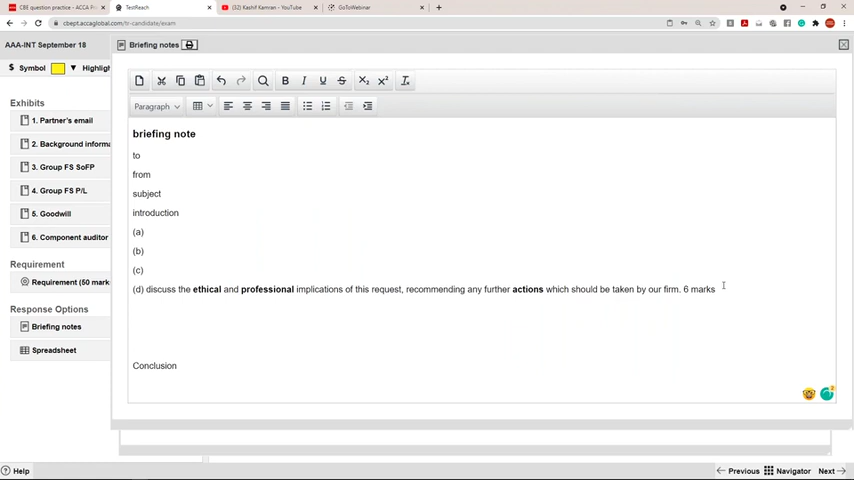 CBE question practice - ACCA Pr
TestReach
(32) Kashif Kamran - YouTube
GoToWebinar
cbept.accaglobal.com/tr-candidate/exam
AAA-INT September 18
Briefing notes
Symbol
Highligh
Paragraph
Exhibits
1. Partner's email
2. Background informa
3. Group FS SoFP
4. Group FS P/L
5. Goodwill
6. Component auditor
Requirement
Requirement (50 mark
Response Options
Briefing notes
Spreadsheet
briefing note
to
from
subject
introduction
(a)
(b)
(c)
(d) discuss the ethical and professional implications of this request, recommending any further actions which should be taken by our firm. 6 marks
Conclusion
Help
Previous
Navigator
Next